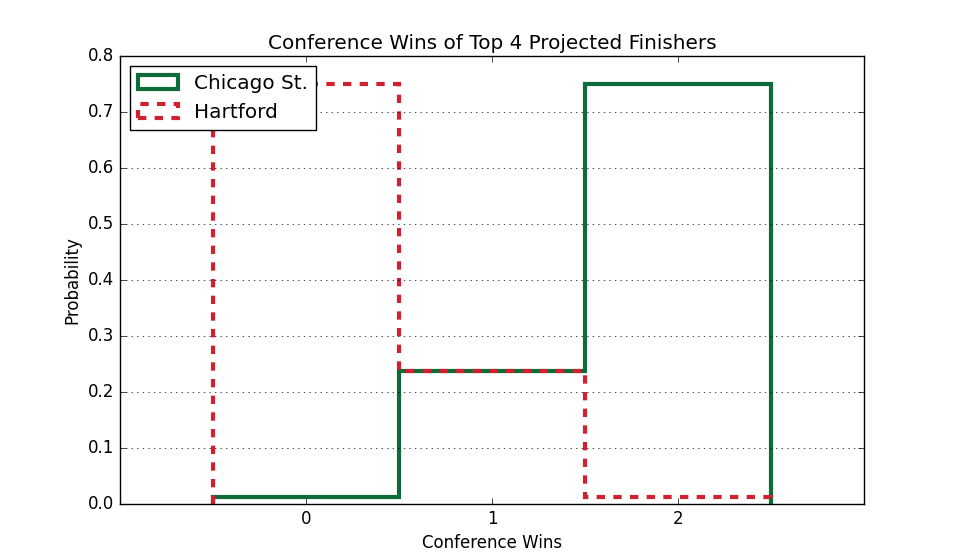 Conference Wins of Top 4 Projected Finishers
0.8
0.7
0.6
0.5
0.4
0.3
0.2
0.1
0.0
Probability
Chicago St.
Hartford
0 1 2
Conference Wins